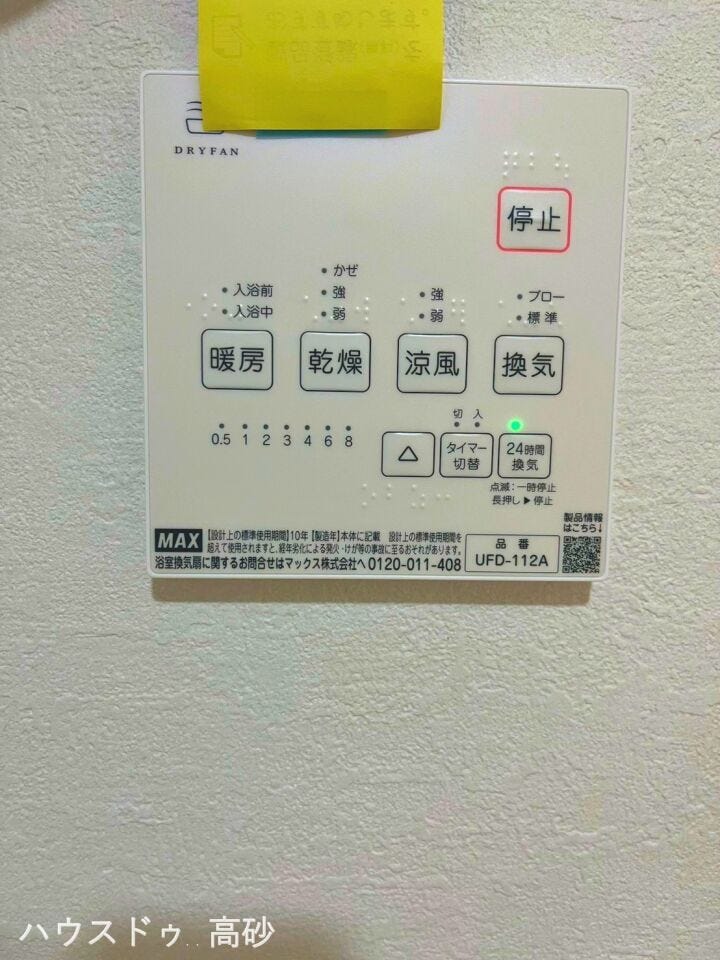 DRYFAN
停止
かぜ
入浴前 強 強 ブロー
入浴中 弱 弱 標準
暖房 乾燥 涼風 換気
切 入
0.5 1 2 3 4 6 8
△ タイマー切替 24時間換気
点滅:一時停止
長押し▶停止
製品情報
はこちら↓
MAX 【設計上の標準使用期間】10年 【製造年】本体に記載 設計上の標準使用期間を
超えて使用されますと、経年劣化による発火・けが等の事故に至るおそれがあります。
浴室換気扇に関するお問合せはマックス株式会社へ 0120-011-408
品番
UFD-112A
ハウスドゥ 高砂